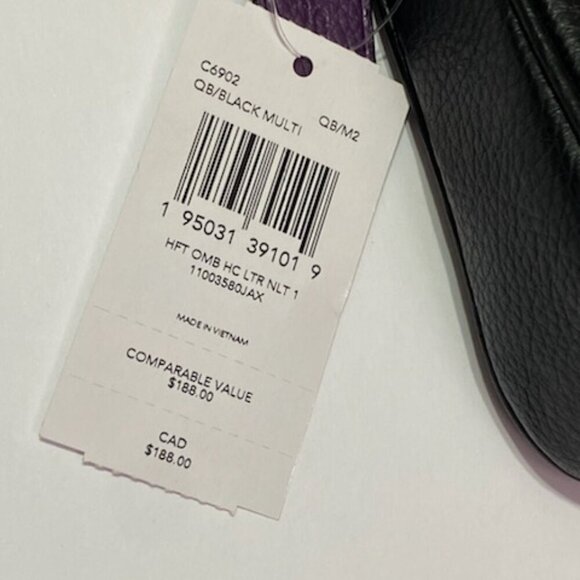 C6902
QB/BLACK MULTI QB/M2
1 95031 39101 9
HFT OMB HC LTR NLT 1
11003580JAX
MADE IN VIETNAM
COMPARABLE VALUE
$188.00
CAD
$188.00